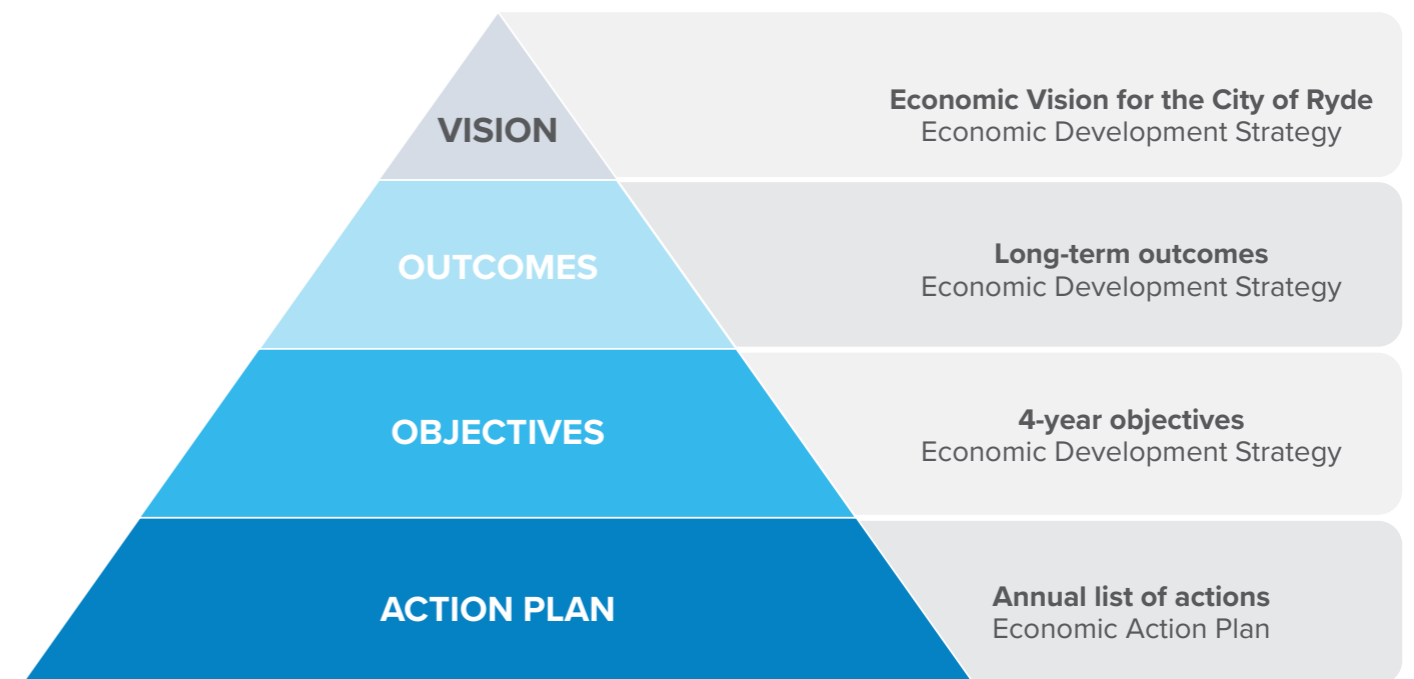 VISION
Economic Vision for the City of Ryde
Economic Development Strategy
OUTCOMES
Long-term outcomes
Economic Development Strategy
OBJECTIVES
4-year objectives
Economic Development Strategy
ACTION PLAN
Annual list of actions
Economic Action Plan